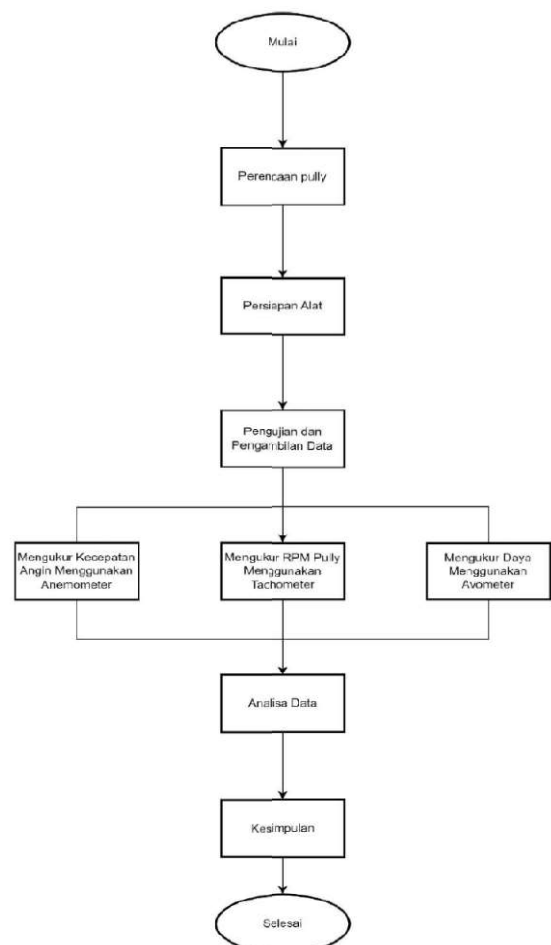 Mulai
Perencaan pully
Persiapan Alat
Pengujian dan
Pengambilan Data
Mengukur Kecepatan
Angin Menggunakan
Anemometer
Mengukur RPM Pully
Menggunakan
Tachometer
Mengukur Daya
Menggunakan
Avometer
Analisa Data
Kesimpulan
Selesai